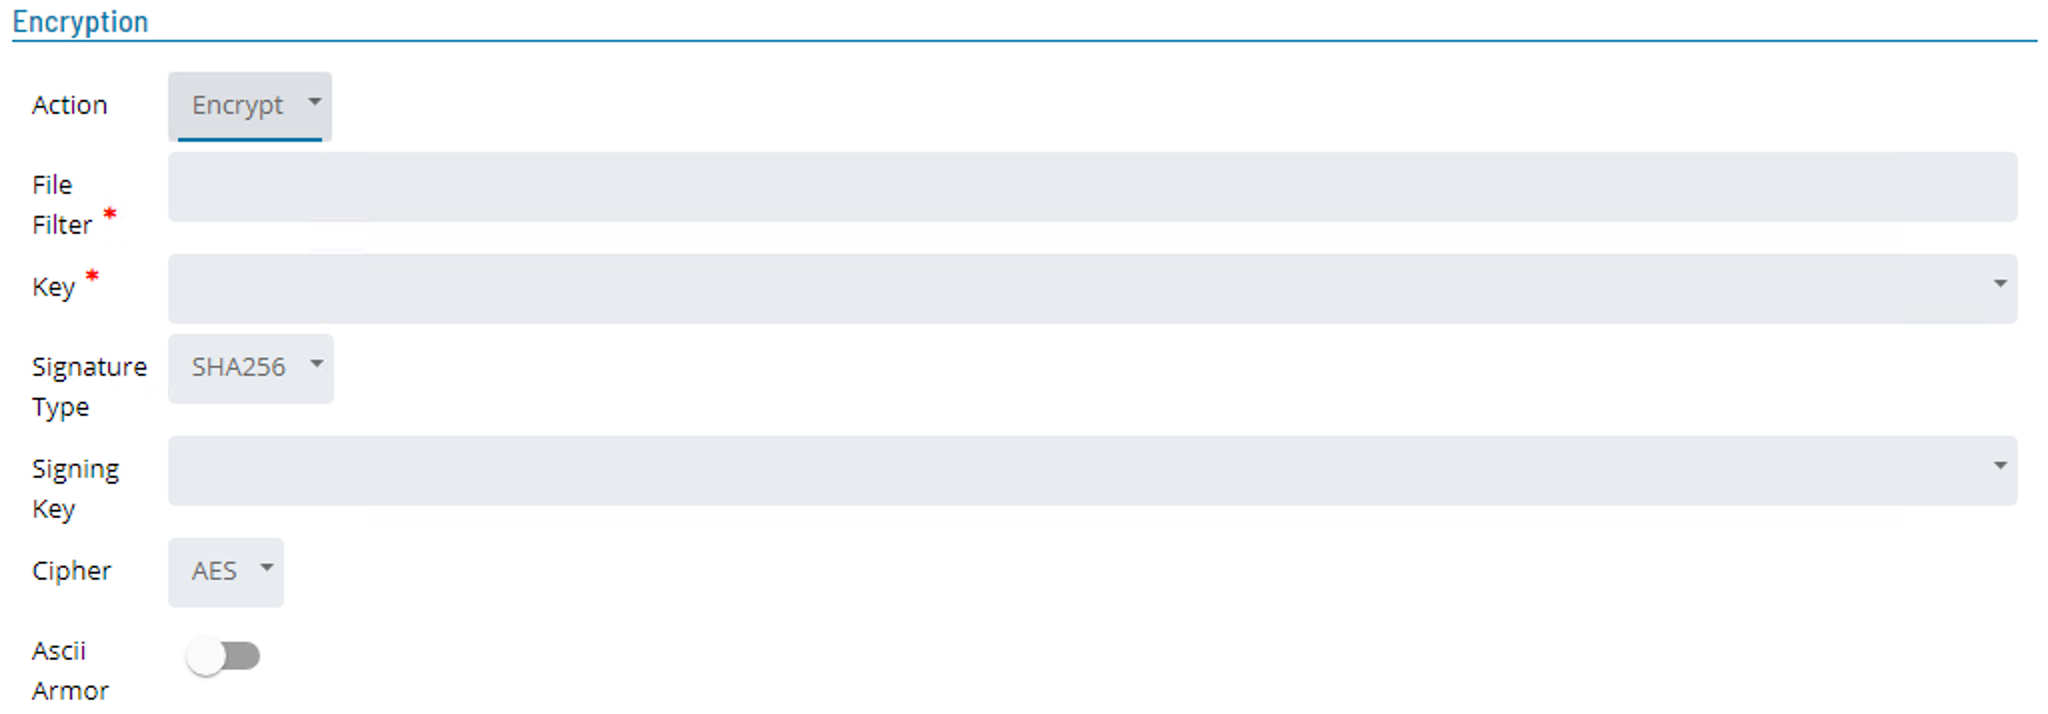 Encryption
Action
Encrypt
File
Filter *
Key *
Signature
Type
SHA256
Signing
Key
Cipher
AES
Ascii
Armor